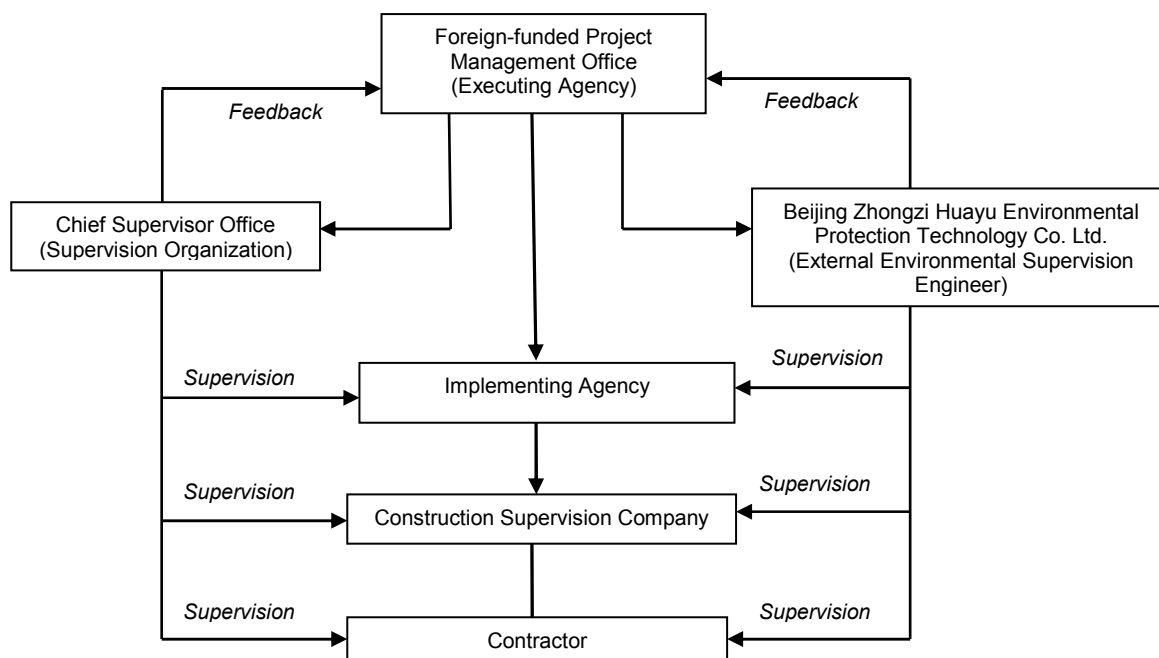 Foreign-funded Project
Management Office
(Executing Agency)
Feedback
Feedback
Chief Supervisor Office
(Supervision Organization)
Beijing Zhongzi Huayu Environmental
Protection Technology Co. Ltd.
(External Environmental Supervision
Engineer)
Supervision
Implementing Agency
Supervision
Supervision
Construction Supervision Company
Supervision
Supervision
Contractor
Supervision